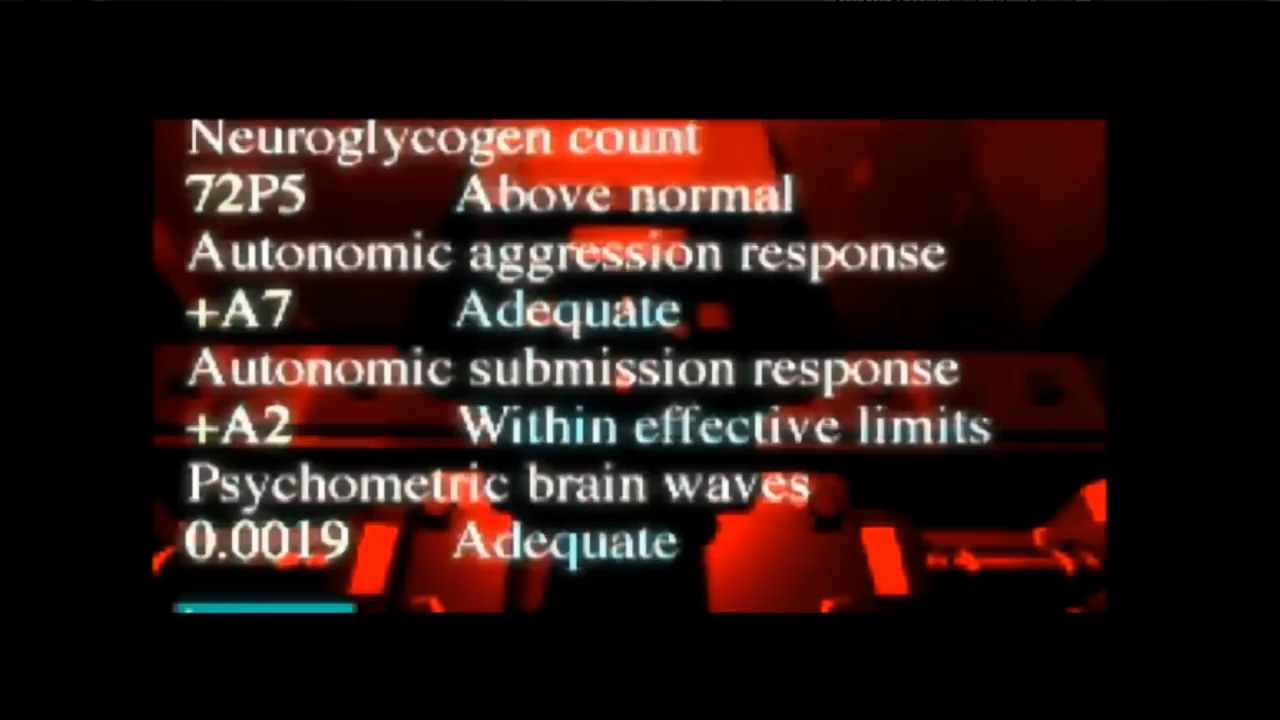 Neuroglycogen count
72P5 Above normal
Autonomic aggression response
+A7 Adequate
Autonomic submission response
+A2 Within effective limits
Psychometric brain waves
0.0019 Adequate